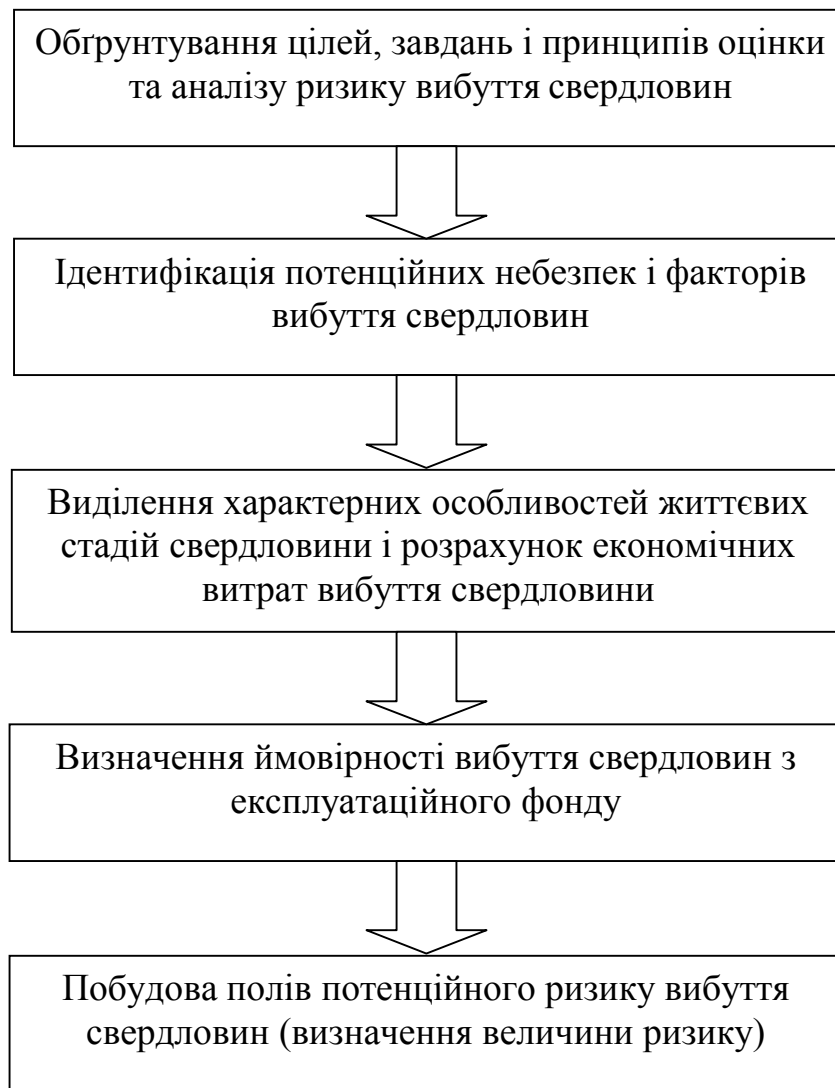 Обґрунтування цілей, завдань і принципів оцінки
та аналізу ризику вибуття свердловин
Ідентифікація потенційних небезпек і факторів
вибуття свердловин
Виділення характерних особливостей життєвих
стадій свердловини і розрахунок економічних
витрат вибуття свердловини
Визначення ймовірності вибуття свердловин з
експлуатаційного фонду
Побудова полів потенційного ризику вибуття
свердловин (визначення величини ризику)